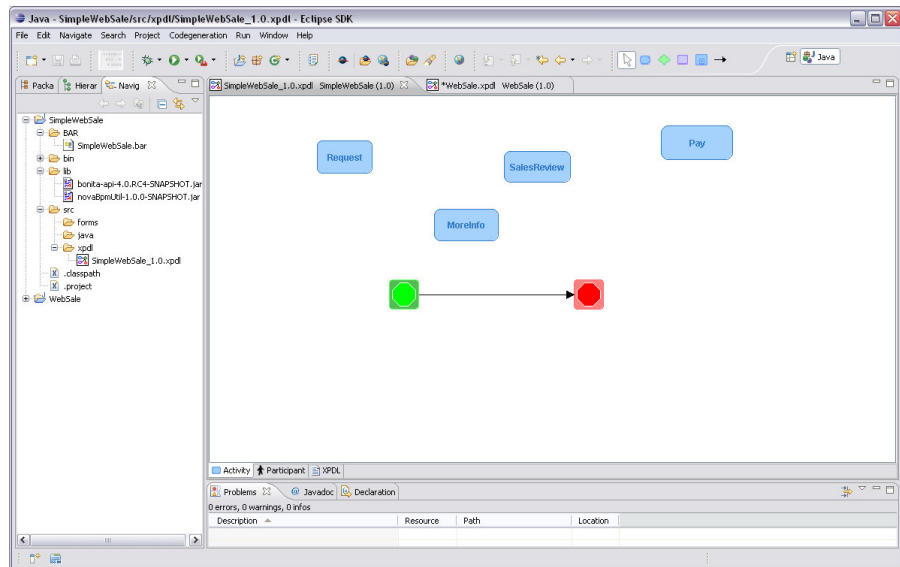 Java - SimpleWebSale/src/xpdl/SimpleWebSale_1.0.xpdl - Eclipse SDK
File Edit Navigate Search Project Codegeneration Run Window Help
Java
Packa Hierar Navig
SimpleWebSale_1.0.xpdl SimpleWebSale (1.0) *WebSale.xpdl WebSale (1.0)
SimpleWebSale
BAR
SimpleWebSale.bar
bin
lib
bonita-api-4.0.RC4-SNAPSHOT.jar
novaBpmUtil-1.0.0-SNAPSHOT.jar
src
forms
java
xpdl
SimpleWebSale_1.0.xpdl
.classpath
.project
WebSale
Request
SalesReview
Pay
MoreInfo
Activity Participant XPDL
Problems Javadoc Declaration
0 errors, 0 warnings, 0 infos
Description Resource Path Location